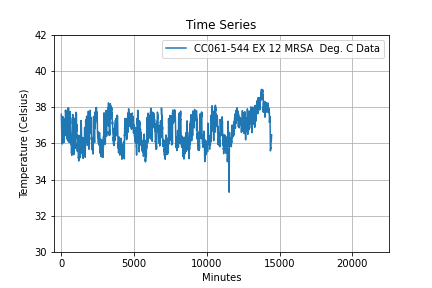 Time Series
CC061-544 EX 12 MRSA  Deg. C Data
42
40
38
36
34
32
30
Temperature (Celsius)
0 5000 10000 15000 20000
Minutes